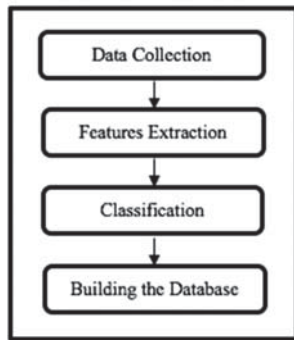 Data Collection
Features Extraction
Classification
Building the Database